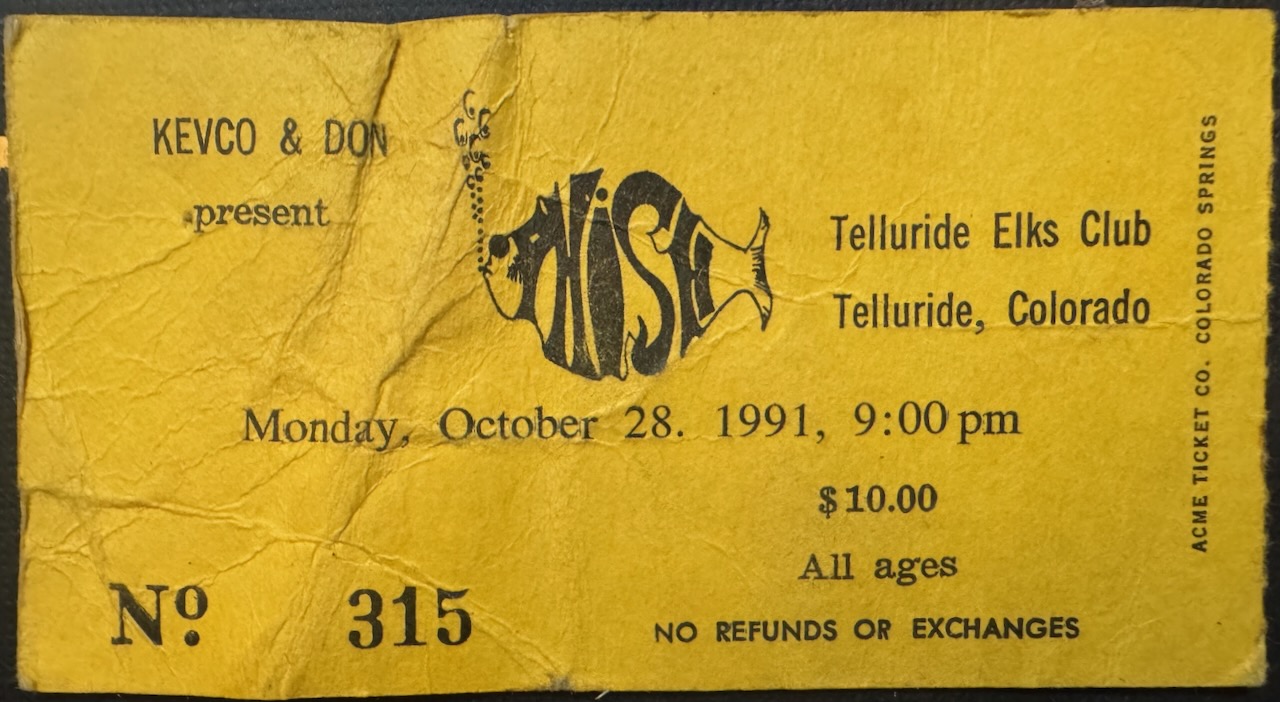 KEVCO & DON
present
PHiSH
Telluride Elks Club
Telluride, Colorado
Monday, October 28. 1991, 9:00 pm
$10.00
All ages
Nº. 315
NO REFUNDS OR EXCHANGES
ACME TICKET CO. COLORADO SPRINGS